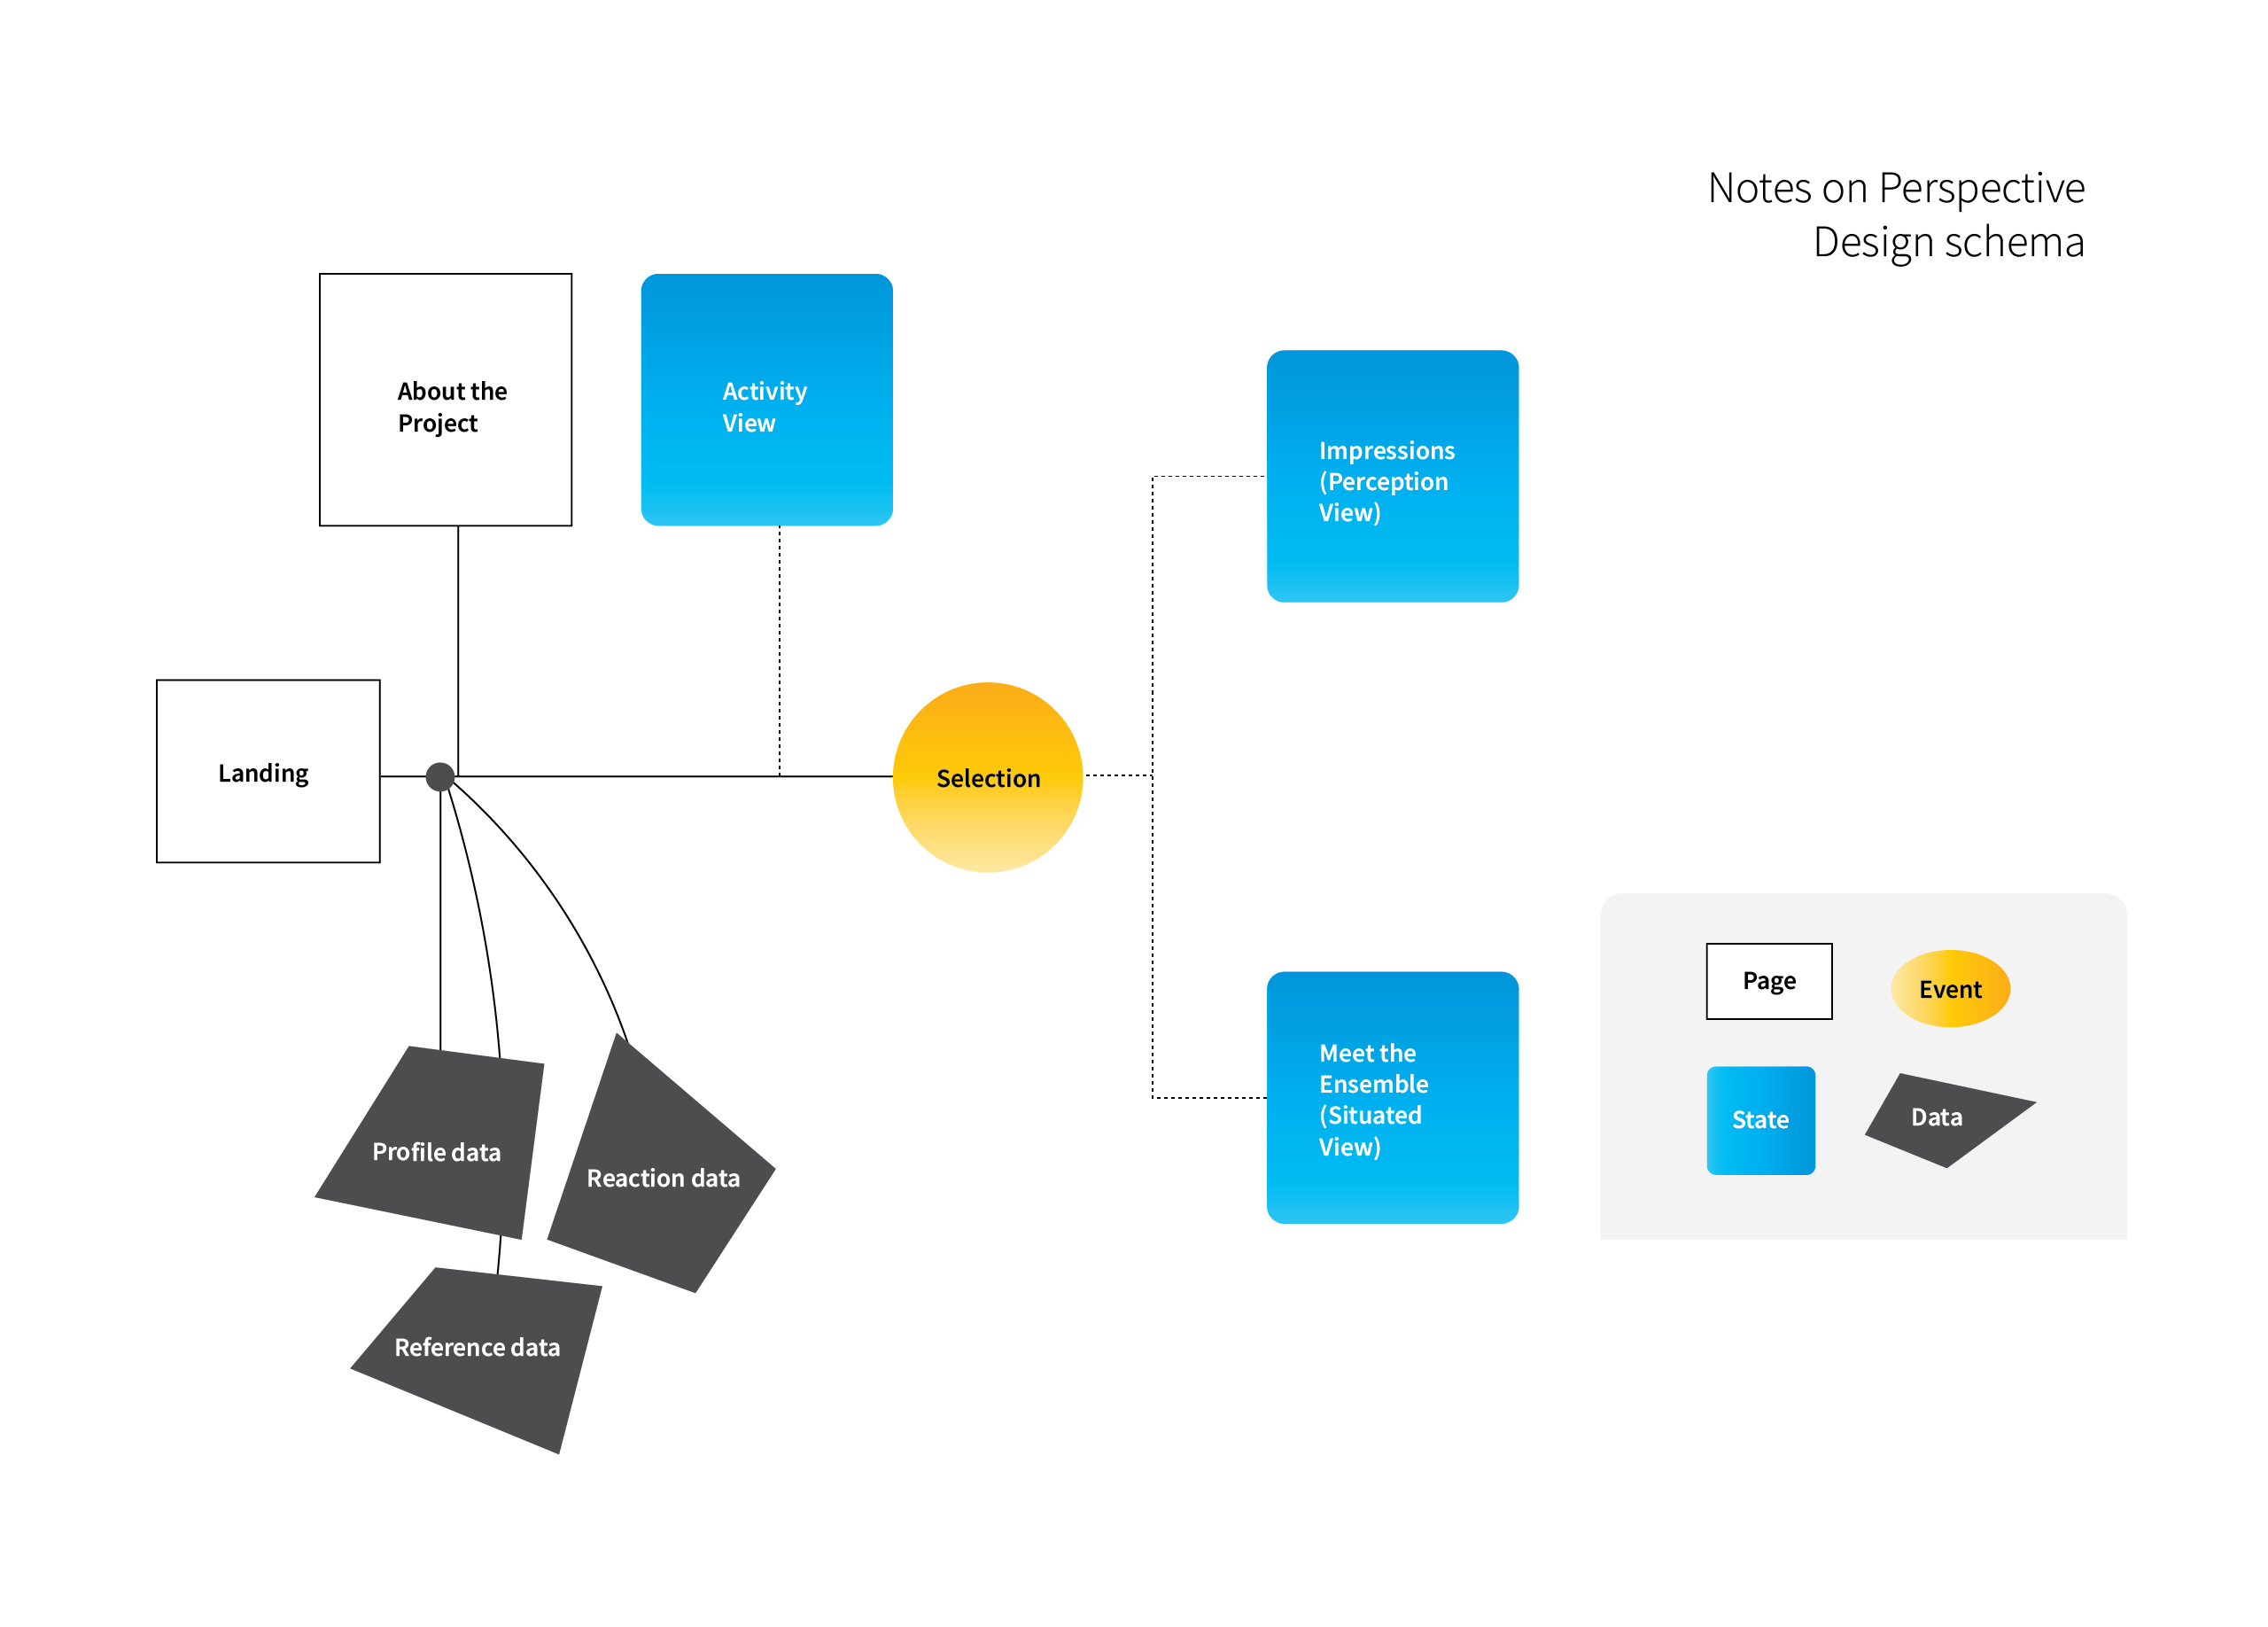 Notes on Perspective
Design schema
About the
Project
Activity
View
Impressions
(Perception
View)
Landing
Selection
Meet the
Ensemble
(Situated
View)
Profile data
Reaction data
Reference data
Page
Event
State
Data